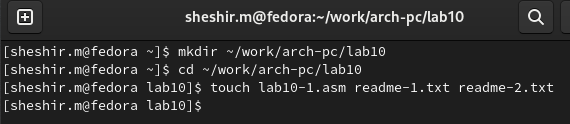 sheshir.m@fedora:~/work/arch-pc/lab10
[sheshir.m@fedora ~]$ mkdir ~/work/arch-pc/lab10
[sheshir.m@fedora ~]$ cd ~/work/arch-pc/lab10
[sheshir.m@fedora lab10]$ touch lab10-1.asm readme-1.txt readme-2.txt
[sheshir.m@fedora lab10]$